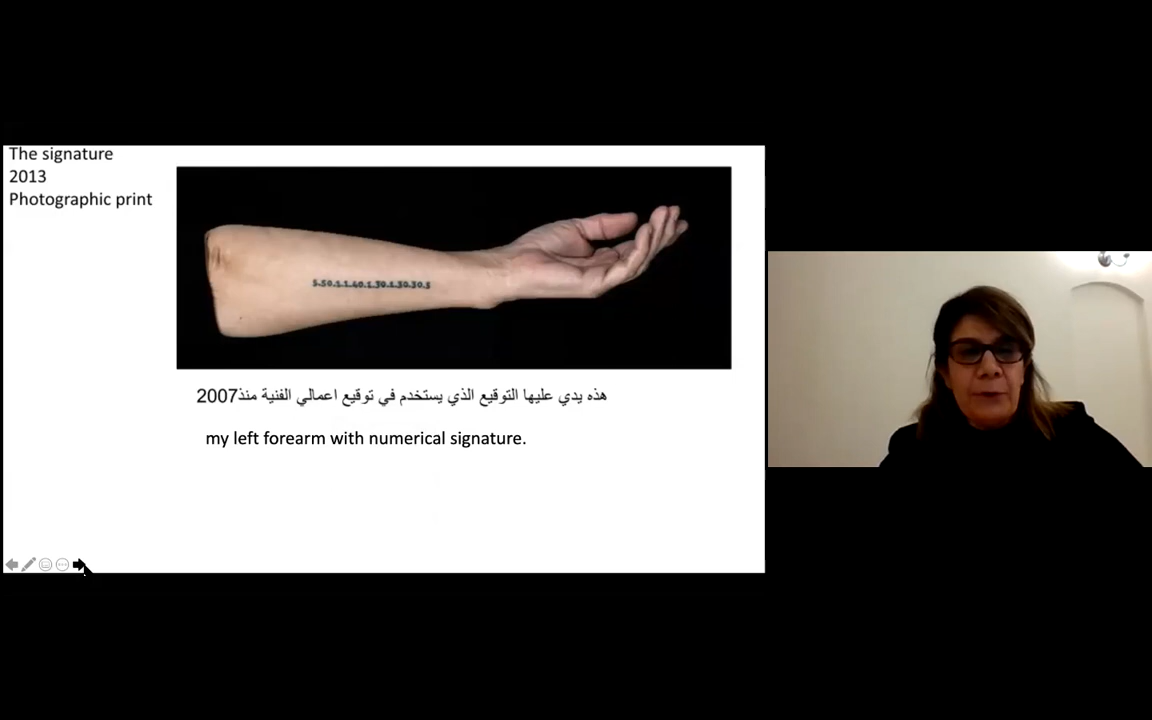 The signature
2013
Photographic print
5.50.1.1.40.1.30.1.30.30.5
هذه يدي عليها التوقيع الذي يستخدم في توقيع اعمالي الفنية منذ2007
my left forearm with numerical signature.